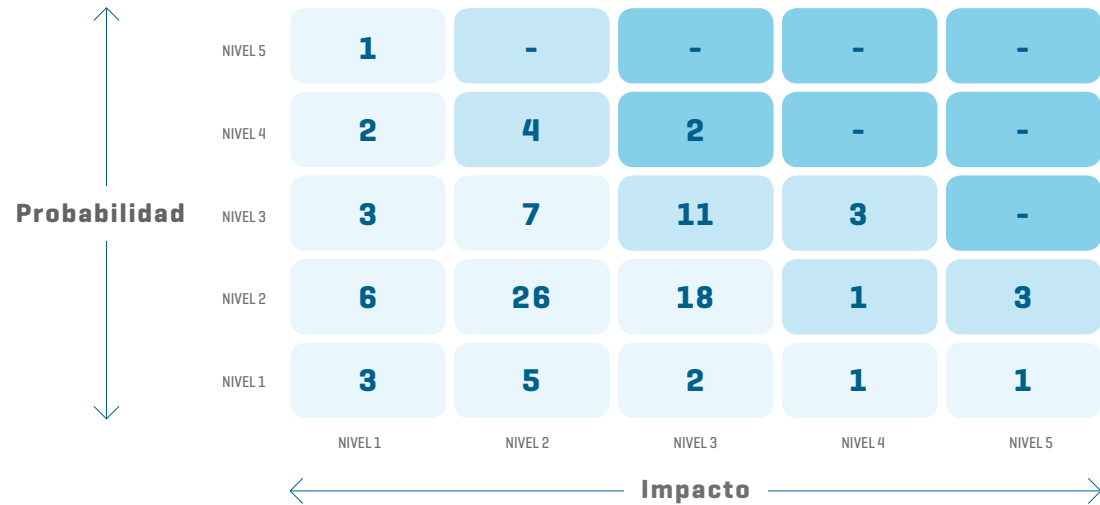 NIVEL 5 1 - - - -
NIVEL 4 2 4 2 - -
Probabilidad
NIVEL 3 3 7 11 3 -
NIVEL 2 6 26 18 1 3
NIVEL 1 3 5 2 1 1
NIVEL 1 NIVEL 2 NIVEL 3 NIVEL 4 NIVEL 5
Impacto